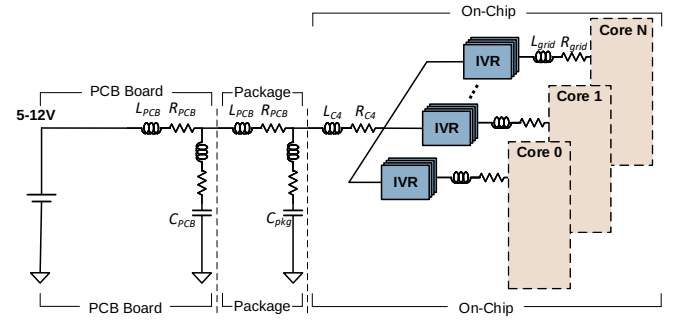 On-Chip
Core N
L_grid R_grid
IVR
PCB Board
Package
Core 1
5-12V
L_PCB R_PCB
L_PCB R_PCB
L_C4 R_C4
IVR
Core 0
IVR
C_PCB
C_pkg
PCB Board
Package
On-Chip